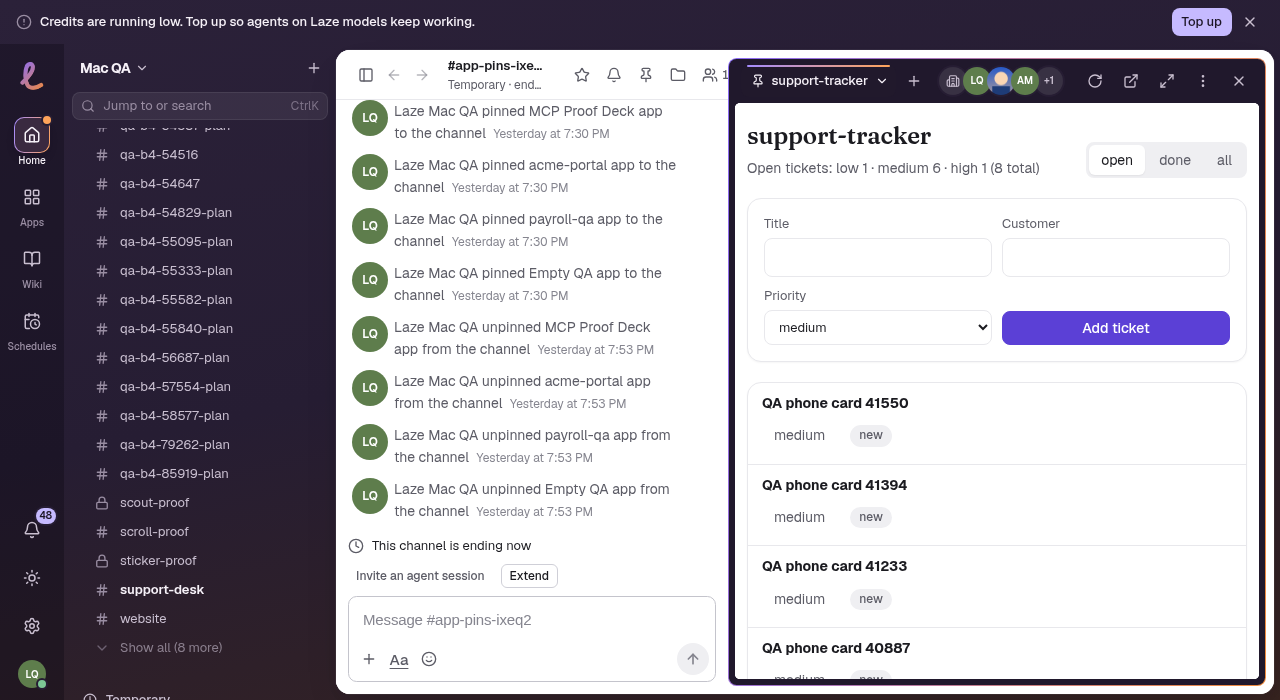 Credits are running low. Top up so agents on Laze models keep working.
Top up
Mac QA
Jump to or search
CtrlK
Home
Apps
Wiki
Schedules
48
LQ
qa-b4-54516
qa-b4-54647
qa-b4-54829-plan
qa-b4-55095-plan
qa-b4-55333-plan
qa-b4-55582-plan
qa-b4-55840-plan
qa-b4-56687-plan
qa-b4-57554-plan
qa-b4-58577-plan
qa-b4-79262-plan
qa-b4-85919-plan
scout-proof
scroll-proof
sticker-proof
support-desk
website
Show all (8 more)
Temporary
#app-pins-ixe...
Temporary · end...
1
LQ
Laze Mac QA pinned MCP Proof Deck app
to the channel Yesterday at 7:30 PM
LQ
Laze Mac QA pinned acme-portal app to the
channel Yesterday at 7:30 PM
LQ
Laze Mac QA pinned payroll-qa app to the
channel Yesterday at 7:30 PM
LQ
Laze Mac QA pinned Empty QA app to the
channel Yesterday at 7:30 PM
LQ
Laze Mac QA unpinned MCP Proof Deck
app from the channel Yesterday at 7:53 PM
LQ
Laze Mac QA unpinned acme-portal app
from the channel Yesterday at 7:53 PM
LQ
Laze Mac QA unpinned payroll-qa app from
the channel Yesterday at 7:53 PM
LQ
Laze Mac QA unpinned Empty QA app from
the channel Yesterday at 7:53 PM
This channel is ending now
Invite an agent session
Extend
Message #app-pins-ixeq2
Aa
support-tracker
LQ
AM
+1
support-tracker
Open tickets: low 1 · medium 6 · high 1 (8 total)
open
done
all
Title
Customer
Priority
medium
Add ticket
QA phone card 41550
medium new
QA phone card 41394
medium new
QA phone card 41233
medium new
QA phone card 40887